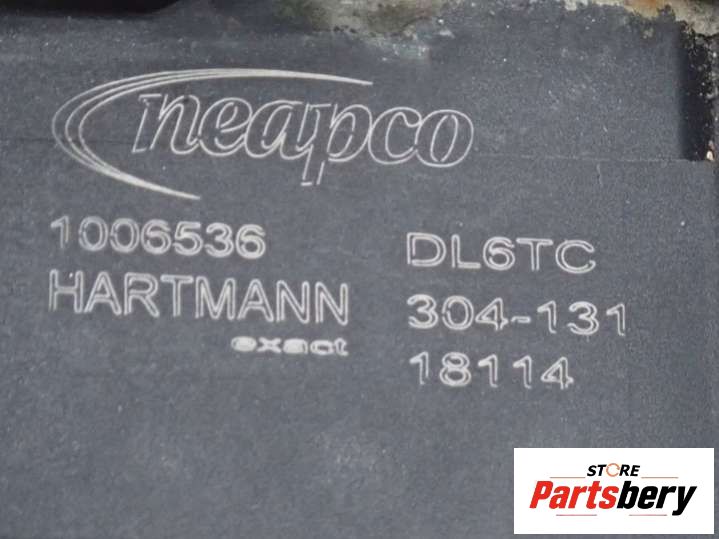 neapco
1006536
HARTMANN
exact
DL6TC
304-131
18114
STORE
Partsbery